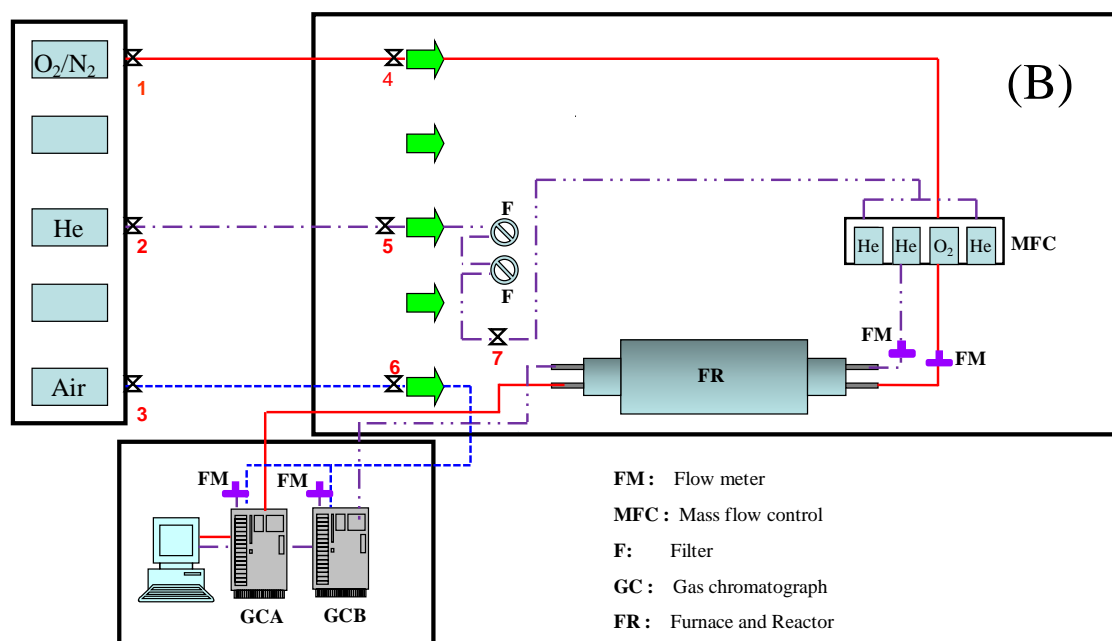 O₂/N₂
1
4
(B)
He
2
5
F
F
7
He He O₂ He MFC
FM
FM
FR
Air
3
6
FM FM
GCA GCB
FM : Flow meter
MFC : Mass flow control
F: Filter
GC : Gas chromatograph
FR : Furnace and Reactor